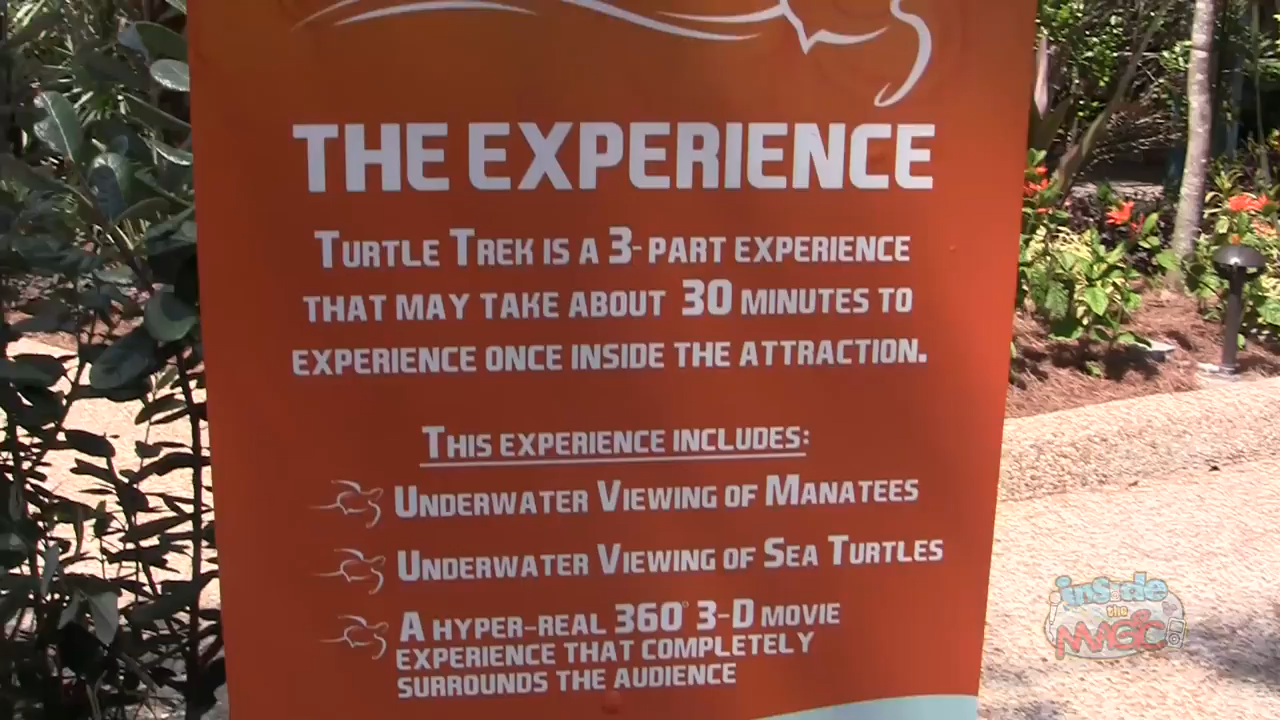 THE EXPERIENCE
TURTLE TREK IS A 3-PART EXPERIENCE
THAT MAY TAKE ABOUT 30 MINUTES TO
EXPERIENCE ONCE INSIDE THE ATTRACTION.
THIS EXPERIENCE INCLUDES:
UNDERWATER VIEWING OF MANATEES
UNDERWATER VIEWING OF SEA TURTLES
A HYPER-REAL 360° 3-D MOVIE
EXPERIENCE THAT COMPLETELY
SURROUNDS THE AUDIENCE
inside
the
MAGIC